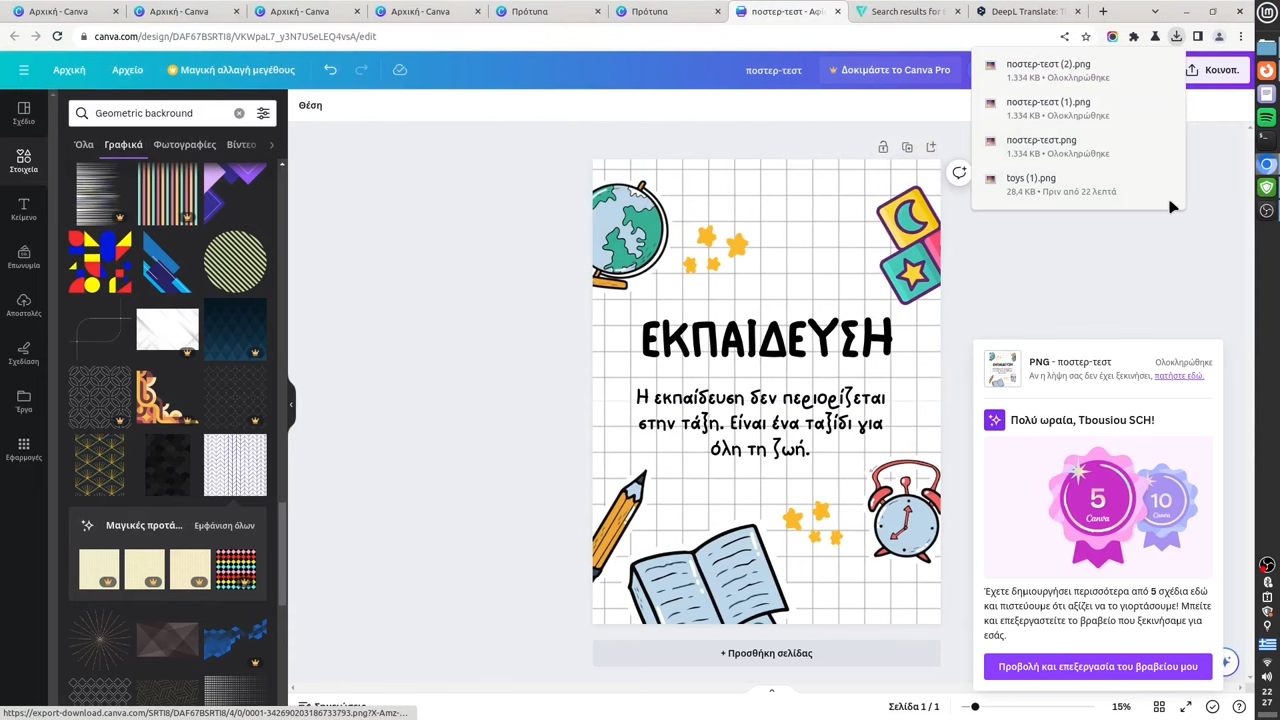 Αρχική - Canva
Αρχική - Canva
Αρχική - Canva
Αρχική - Canva
Πρότυπα
Πρότυπα
ποστερ-τεστ - Αφί
Search results for t
DeepL Translate: Th
canva.com/design/DAF67BSRTI8/VKWpaL7_y3N7USeLEQ4vsA/edit
Αρχική
Αρχείο
Μαγική αλλαγή μεγέθους
ποστερ-τεστ
Δοκιμάστε το Canva Pro
Κοινοπ.
ποστερ-τεστ (2).png
1.334 KB • Ολοκληρώθηκε
ποστερ-τεστ (1).png
1.334 KB • Ολοκληρώθηκε
ποστερ-τεστ.png
1.334 KB • Ολοκληρώθηκε
toys (1).png
28,4 KB • Πριν από 22 λεπτά
Σχέδιο
Στοιχεία
Κείμενο
Επωνυμία
Αποστολές
Σχεδίαση
Έργα
Εφαρμογές
Geometric backround
Όλα
Γραφικά
Φωτογραφίες
Βίντεο
Μαγικές προτά...
Εμφάνιση όλων
Θέση
ΕΚΠΑΙΔΕΥΣΗ
Η εκπαίδευση δεν περιορίζεται
στην τάξη. Είναι ένα ταξίδι για
όλη τη ζωή.
+ Προσθήκη σελίδας
PNG - ποστερ-τεστ
Ολοκληρώθηκε
Αν η λήψη σας δεν έχει ξεκινήσει, πατήστε εδώ.
Πολύ ωραία, Tbousiou SCH!
5
Canva
10
Canva
Έχετε δημιουργήσει περισσότερα από 5 σχέδια εδώ
και πιστεύουμε ότι αξίζει να το γιορτάσουμε! Μπείτε
και επεξεργαστείτε το βραβείο που ξεκινήσαμε για
εσάς.
Προβολή και επεξεργασία του βραβείου μου
Σελίδα 1 / 1
15%
https://export-download.canva.com/SRTI8/DAF67BSRTI8/4/0/0001-342690203186733793.png?X-Amz-...
22
27